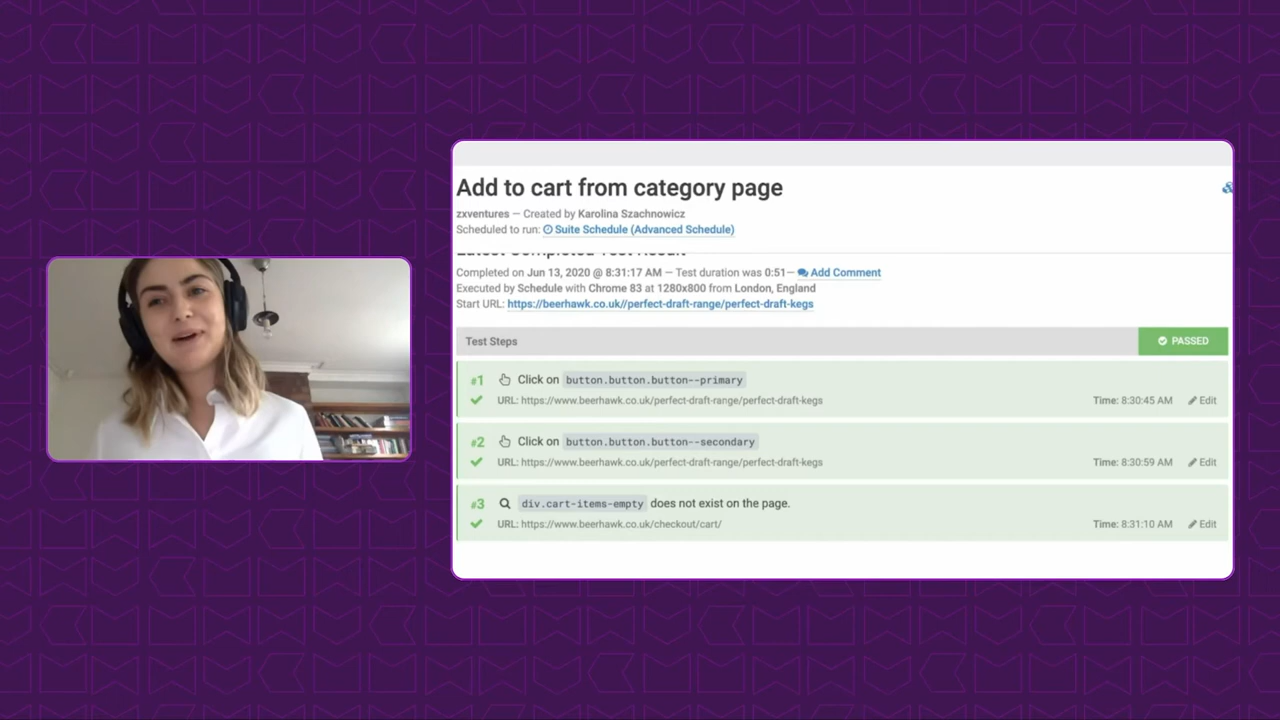 Add to cart from category page
zxventures — Created by Karolina Szachnowicz
Scheduled to run: Suite Schedule (Advanced Schedule)
Latest Completed Test Result
Completed on Jun 13, 2020 @ 8:31:17 AM — Test duration was 0:51— Add Comment
Executed by Schedule with Chrome 83 at 1280x800 from London, England
Start URL: https://beerhawk.co.uk//perfect-draft-range/perfect-draft-kegs
Test Steps PASSED
#1 Click on button.button.button--primary
URL: https://www.beerhawk.co.uk/perfect-draft-range/perfect-draft-kegs Time: 8:30:45 AM Edit
#2 Click on button.button.button--secondary
URL: https://www.beerhawk.co.uk/perfect-draft-range/perfect-draft-kegs Time: 8:30:59 AM Edit
#3 div.cart-items-empty does not exist on the page.
URL: https://www.beerhawk.co.uk/checkout/cart/ Time: 8:31:10 AM Edit